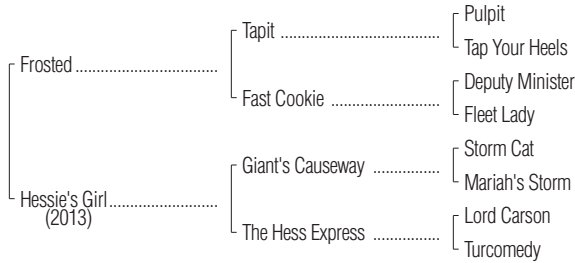 Pulpit
Tapit ..................................
Tap Your Heels
Frosted ....................................
Deputy Minister
Fast Cookie ......................
Fleet Lady
Storm Cat
Giant's Causeway ..............
Mariah's Storm
Hessie's Girl...........................
(2013)
Lord Carson
The Hess Express ..............
Turcomedy